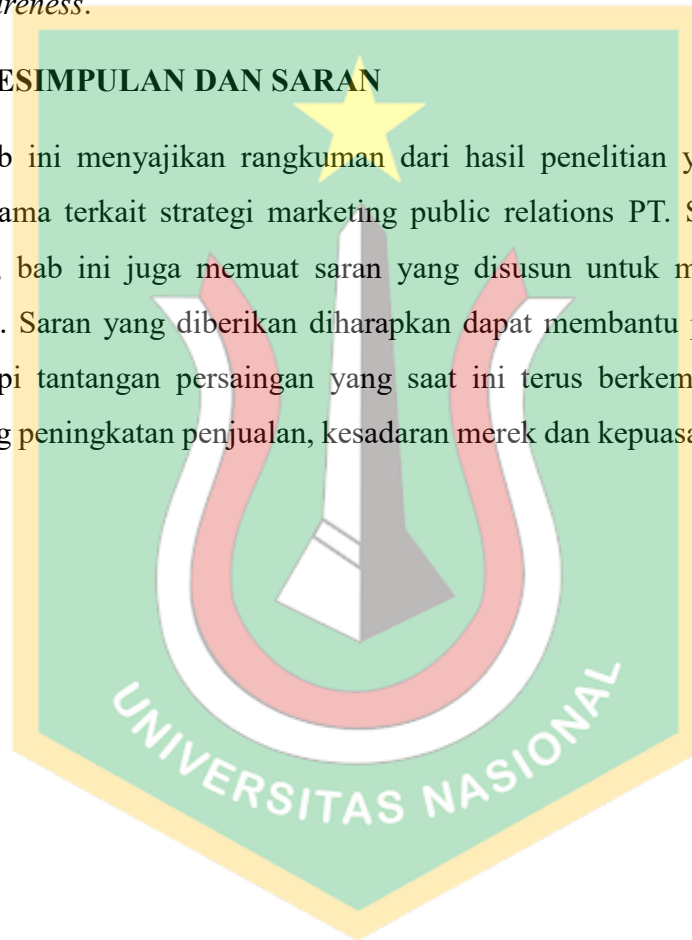 areness.
ESIMPULAN DAN SARAN
b ini menyajikan rangkuman dari hasil penelitian y
ama terkait strategi marketing public relations PT. S
, bab ini juga memuat saran yang disusun untuk m
. Saran yang diberikan diharapkan dapat membantu p
pi tantangan persaingan yang saat ini terus berkem
g peningkatan penjualan, kesadaran merek dan kepuasa
UNIVERSITAS NASIONAL